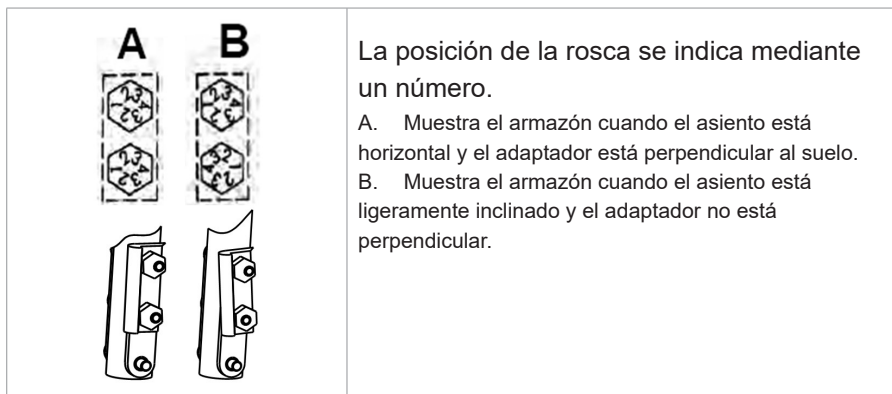 A B
La posición de la rosca se indica mediante
un número.
A. Muestra el armazón cuando el asiento está
horizontal y el adaptador está perpendicular al suelo.
B. Muestra el armazón cuando el asiento está
ligeramente inclinado y el adaptador no está
perpendicular.